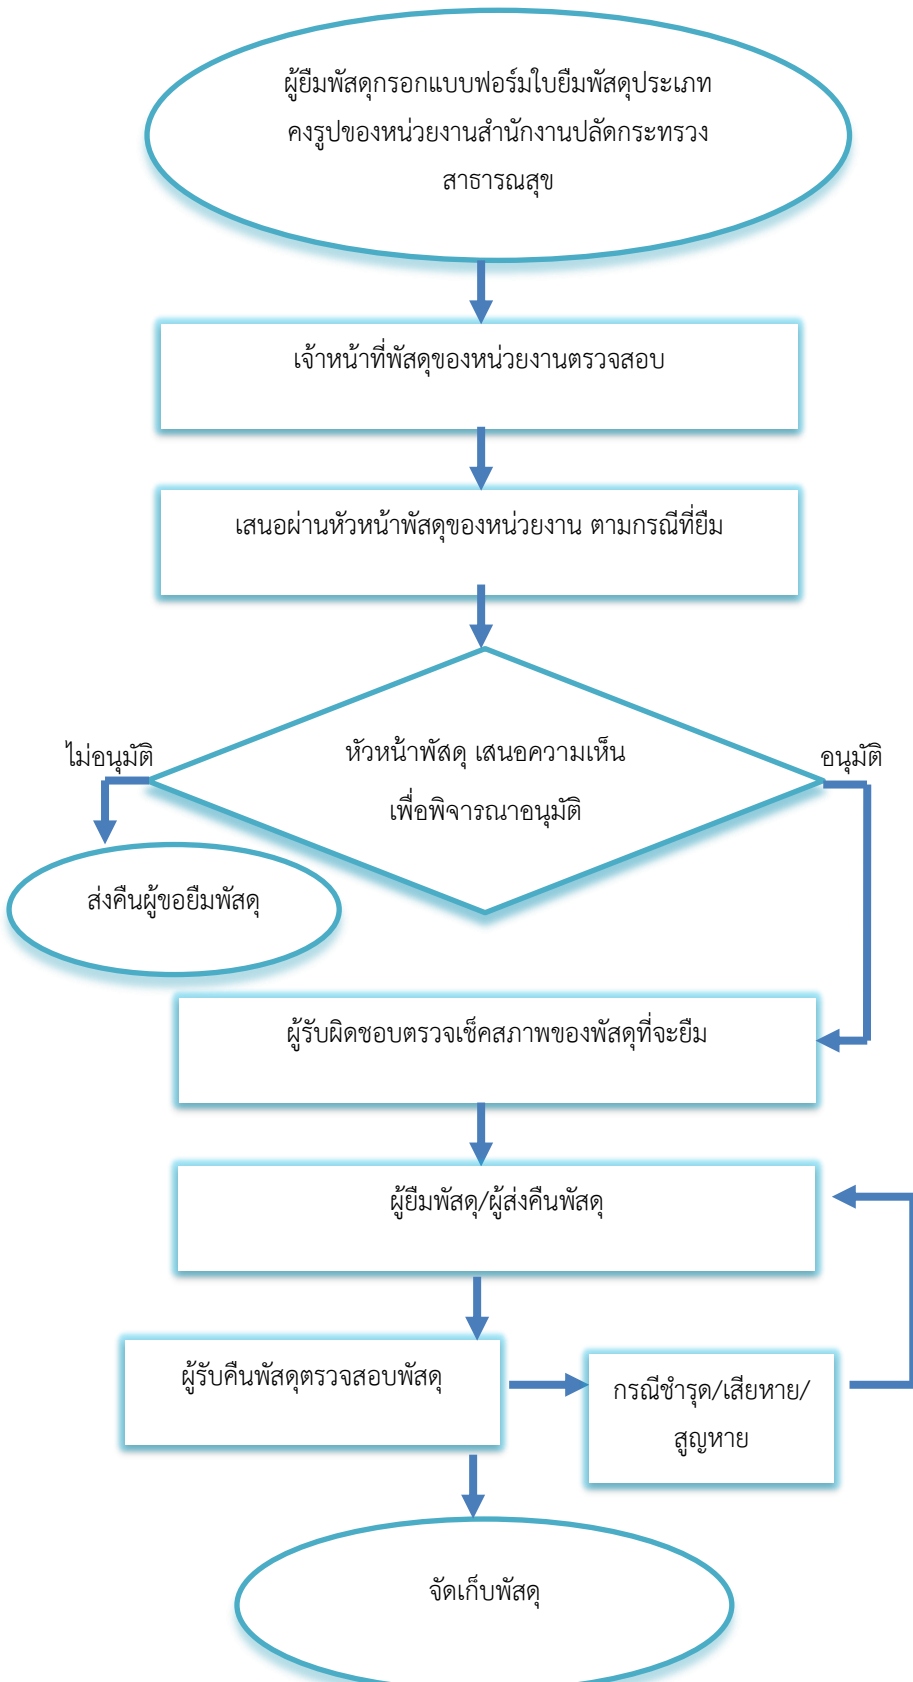 ผู้ยืมพัสดุกรอกแบบฟอร์มใบยืมพัสดุประเภท
คงรูปของหน่วยงานสำนักงานปลัดกระทรวง
สาธารณสุข
เจ้าหน้าที่พัสดุของหน่วยงานตรวจสอบ
เสนอผ่านหัวหน้าพัสดุของหน่วยงาน ตามกรณีที่ยืม
หัวหน้าพัสดุ เสนอความเห็น
เพื่อพิจารณาอนุมัติ
ไม่อนุมัติ
อนุมัติ
ส่งคืนผู้ขอยืมพัสดุ
ผู้รับผิดชอบตรวจเช็คสภาพของพัสดุที่จะยืม
ผู้ยืมพัสดุ/ผู้ส่งคืนพัสดุ
ผู้รับคืนพัสดุตรวจสอบพัสดุ
กรณีชำรุด/เสียหาย/
สูญหาย
จัดเก็บพัสดุ